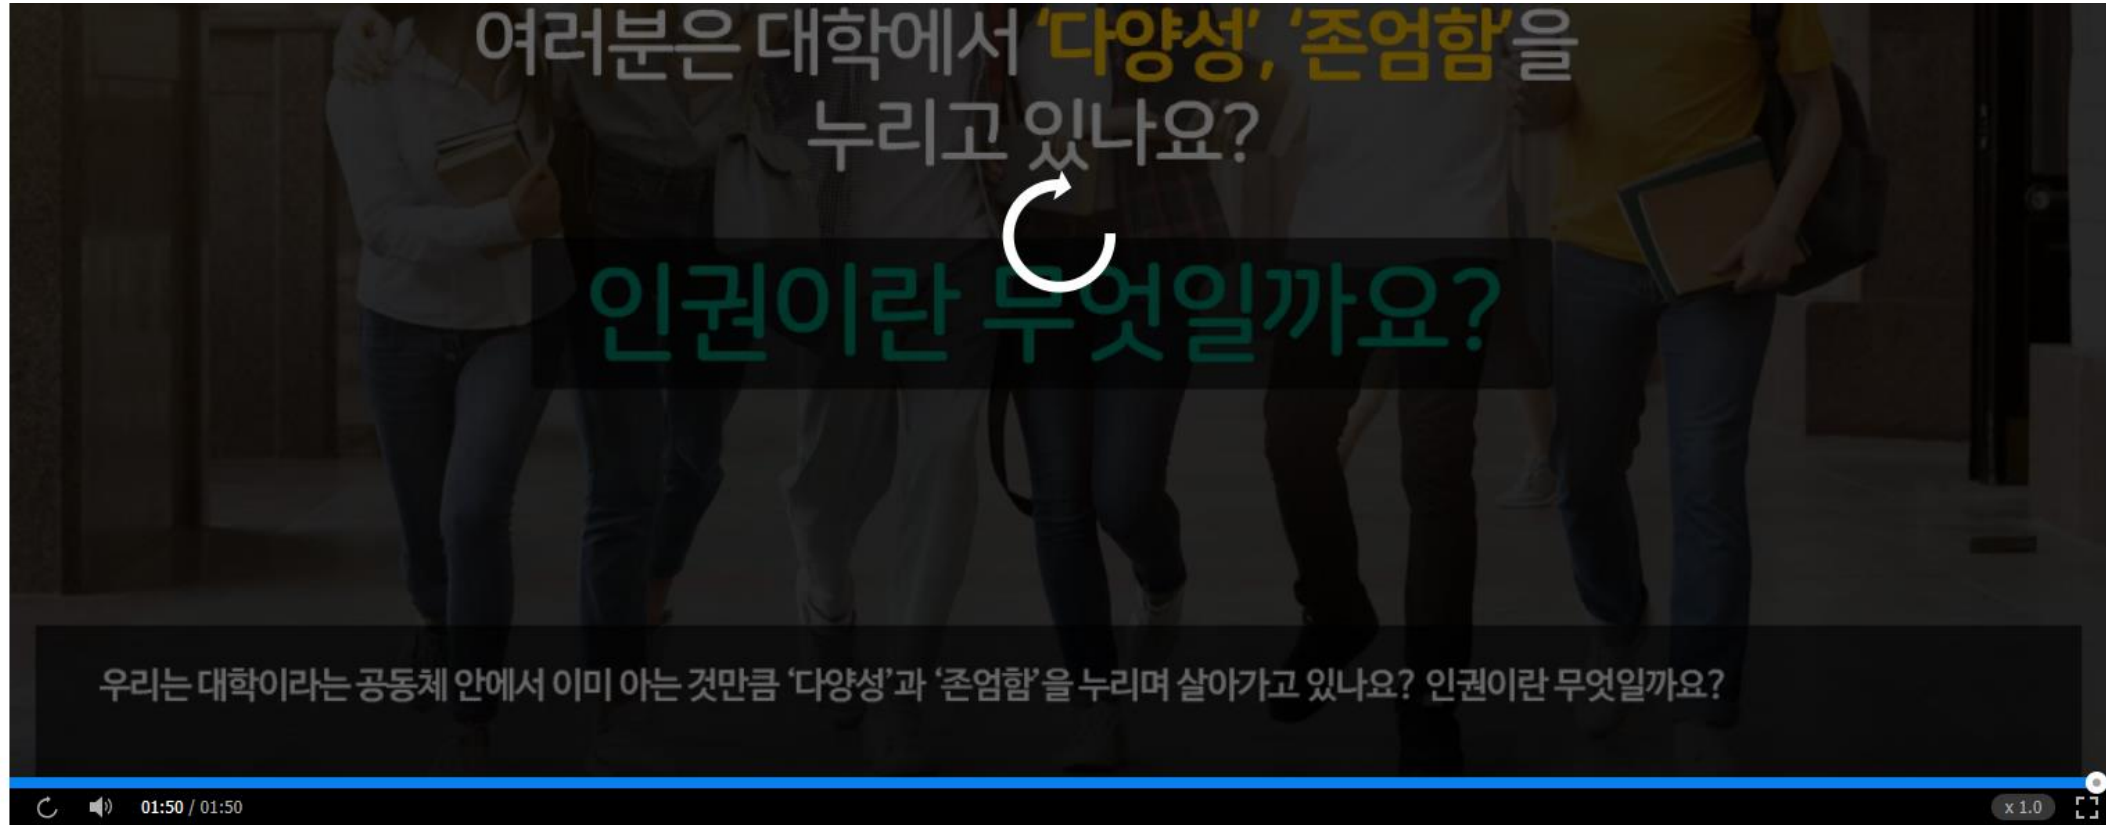 여러분은 대학에서 ‘다양성’, ‘존엄함’을
누리고 있나요?
인권이란 무엇일까요?
우리는 대학이라는 공동체 안에서 이미 아는 것만큼 ‘다양성’과 ‘존엄함’을 누리며 살아가고 있나요? 인권이란 무엇일까요?
01:50 / 01:50
x 1.0